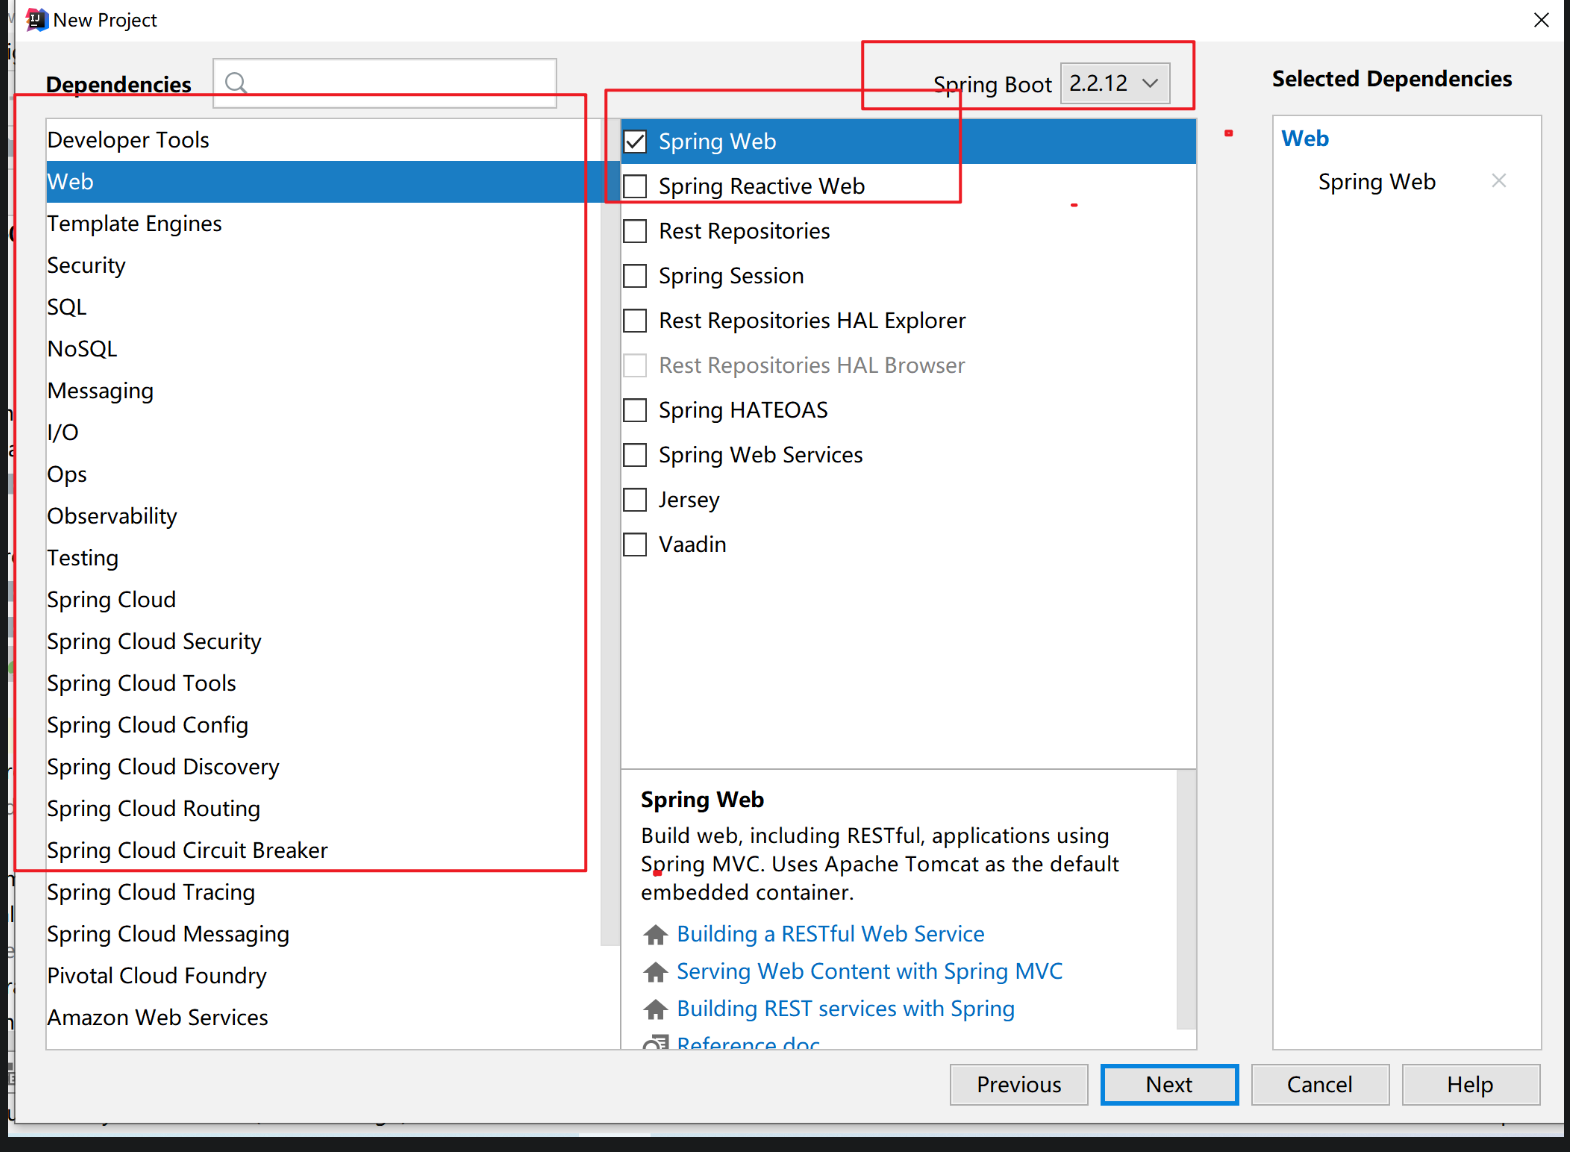 New Project
Dependencies
Spring Boot 2.2.12
Selected Dependencies
Developer Tools
Web
Template Engines
Security
SQL
NoSQL
Messaging
I/O
Ops
Observability
Testing
Spring Cloud
Spring Cloud Security
Spring Cloud Tools
Spring Cloud Config
Spring Cloud Discovery
Spring Cloud Routing
Spring Cloud Circuit Breaker
Spring Cloud Tracing
Spring Cloud Messaging
Pivotal Cloud Foundry
Amazon Web Services
Spring Web
Spring Reactive Web
Rest Repositories
Spring Session
Rest Repositories HAL Explorer
Rest Repositories HAL Browser
Spring HATEOAS
Spring Web Services
Jersey
Vaadin
Spring Web
Build web, including RESTful, applications using
Spring MVC. Uses Apache Tomcat as the default
embedded container.
Building a RESTful Web Service
Serving Web Content with Spring MVC
Building REST services with Spring
Reference doc
Web
Spring Web
Previous
Next
Cancel
Help